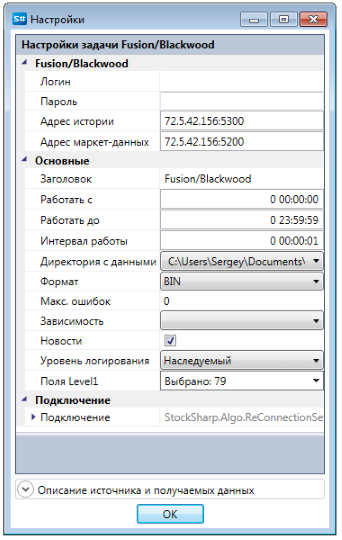 S#
Настройки
Настройки задачи Fusion/Blackwood
Fusion/Blackwood
Логин
Пароль
Адрес истории 72.5.42.156:5300
Адрес маркет-данных 72.5.42.156:5200
Основные
Заголовок Fusion/Blackwood
Работать с 0 00:00:00
Работать до 0 23:59:59
Интервал работы 0 00:00:01
Директория с данными C:\Users\Sergey\Documents\
Формат BIN
Макс. ошибок 0
Зависимость
Новости
Уровень логирования Наследуемый
Поля Level1 Выбрано: 79
Подключение
Подключение StockSharp.Algo.ReConnectionSe
Описание источника и получаемых данных
OK